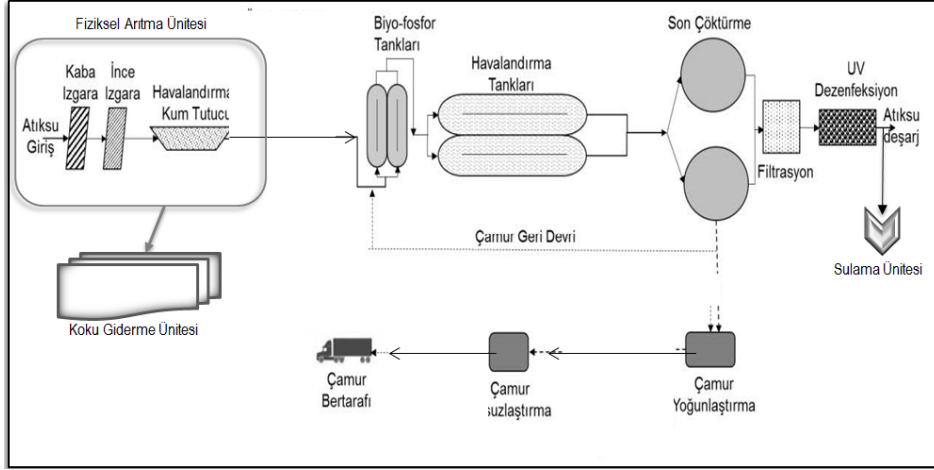 Fiziksel Arıtma Ünitesi
Kaba
Izgara
İnce
Izgara
Havalandırma
Kum Tutucu
Atıksu
Giriş
Koku Giderme Ünitesi
Biyo-fosfor
Tankları
Havalandırma
Tankları
Son Çöktürme
UV
Dezenfeksiyon
Atıksu
deşarj
Filtrasyon
Sulama Ünitesi
Çamur Geri Devri
Çamur
Bertarafı
Çamur
suzlaştırma
Çamur
Yoğunlaştırma